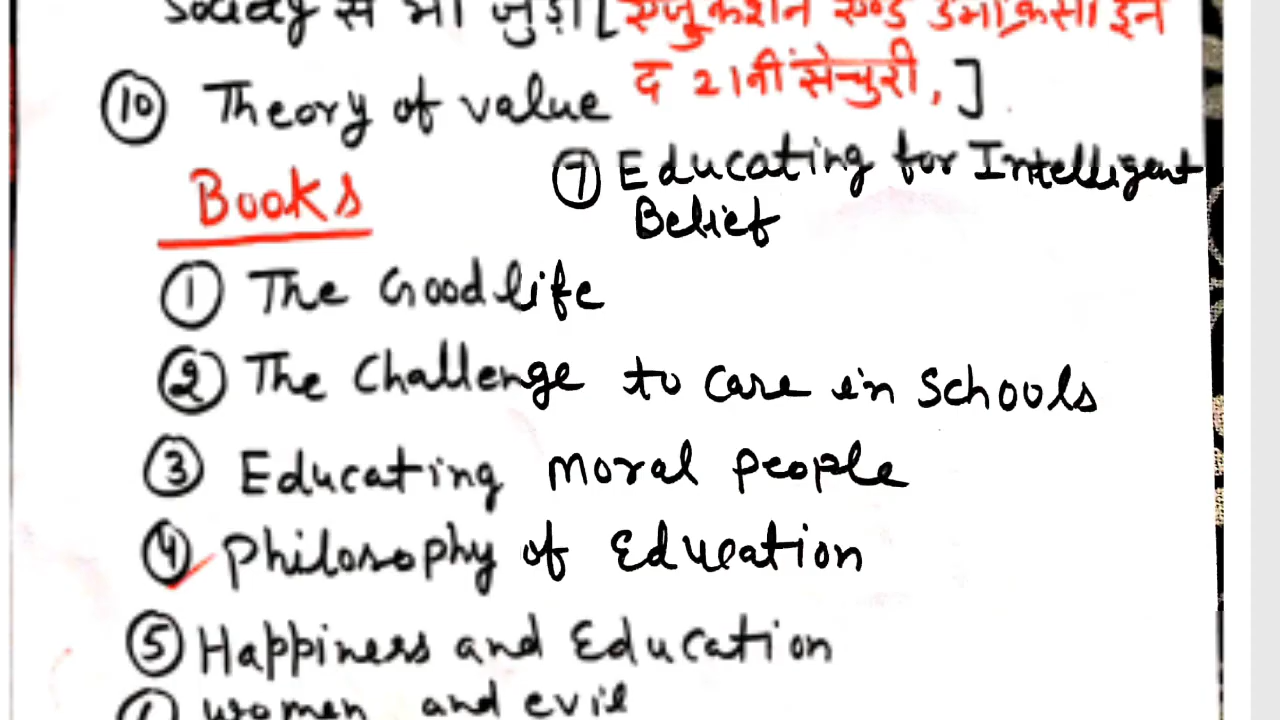 Society से भी जुड़ी [एजुकेशन एण्ड डेमोक्रेसी इन
द 21वीं सेन्चुरी, ]
⑩ Theory of value
⑦ Educating for Intelligent
Belief
Books
① The Good life
② The Challenge to care in Schools
③ Educating moral people
④ Philosophy of Education
⑤ Happiness and Education
⑥ women and evil